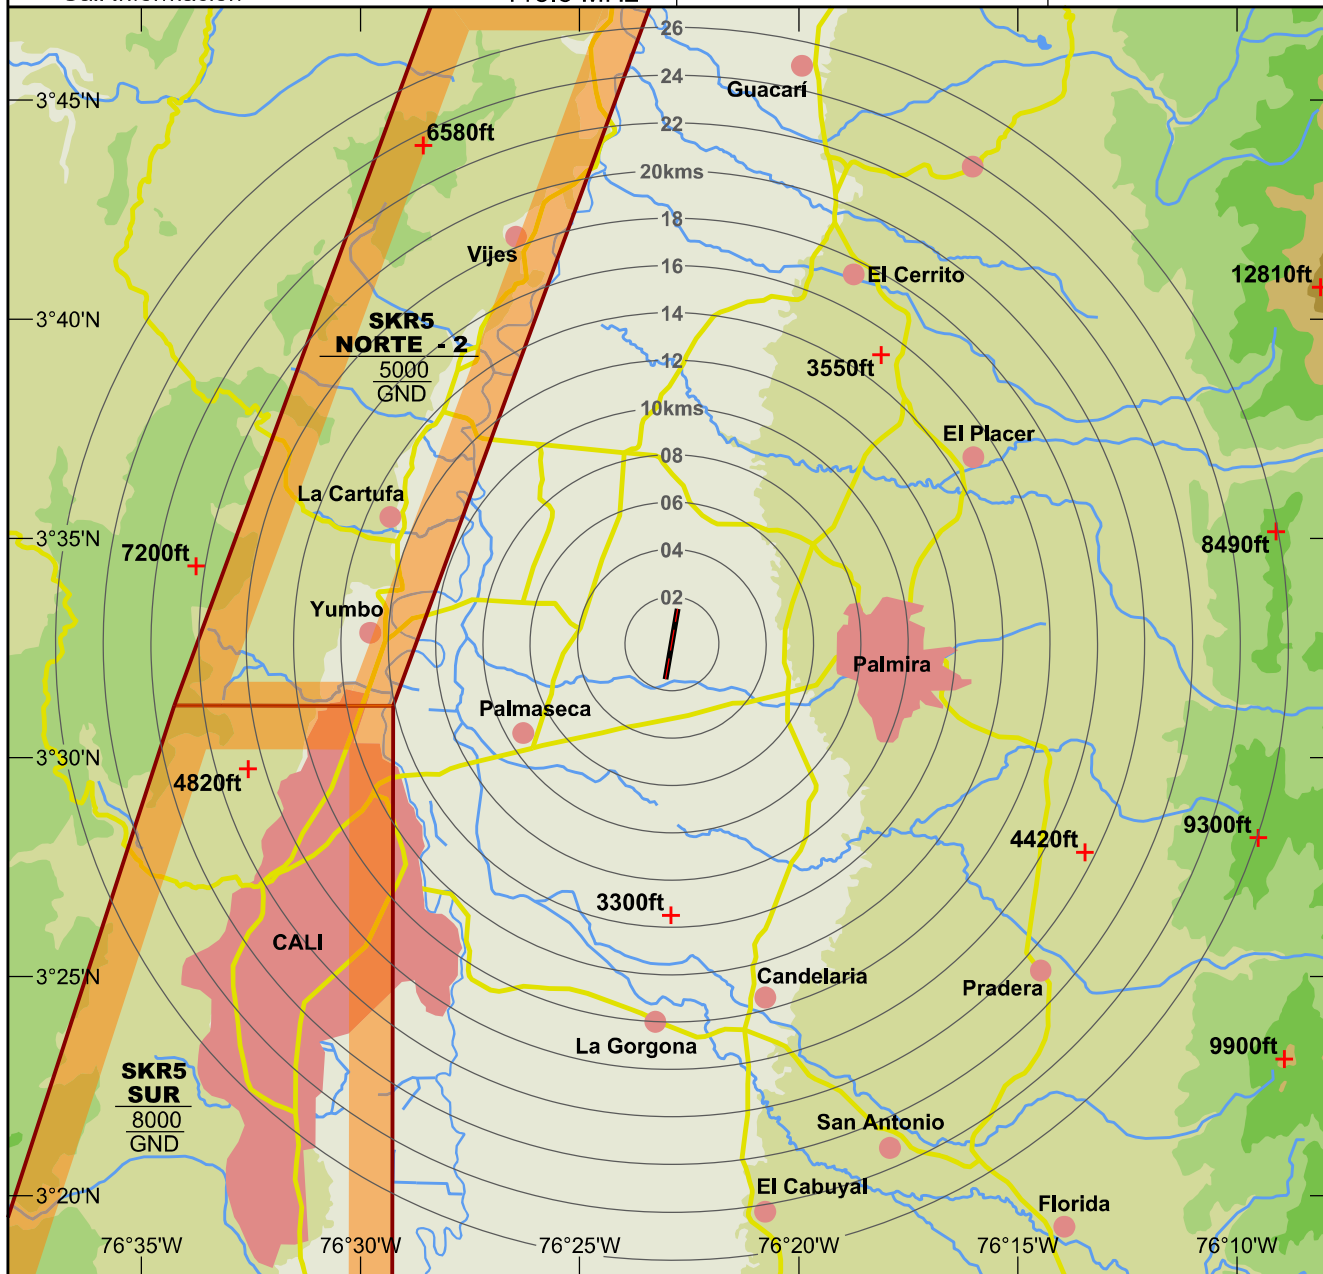 26
24
Guacarí
3°45'N
22
6580ft
20kms
18
Vijes
16
El Cerrito
12810ft
3°40'N
SKR5
NORTE - 2
5000
GND
14
12
3550ft
10kms
El Placer
08
La Cartufa
06
3°35'N
7200ft
04
8490ft
02
Yumbo
Palmira
Palmaseca
3°30'N
4820ft
9300ft
4420ft
3300ft
CALI
3°25'N
Candelaria
Pradera
La Gorgona
9900ft
SKR5
SUR
8000
GND
San Antonio
3°20'N
El Cabuyal
Florida
76°35'W
76°30'W
76°25'W
76°20'W
76°15'W
76°10'W